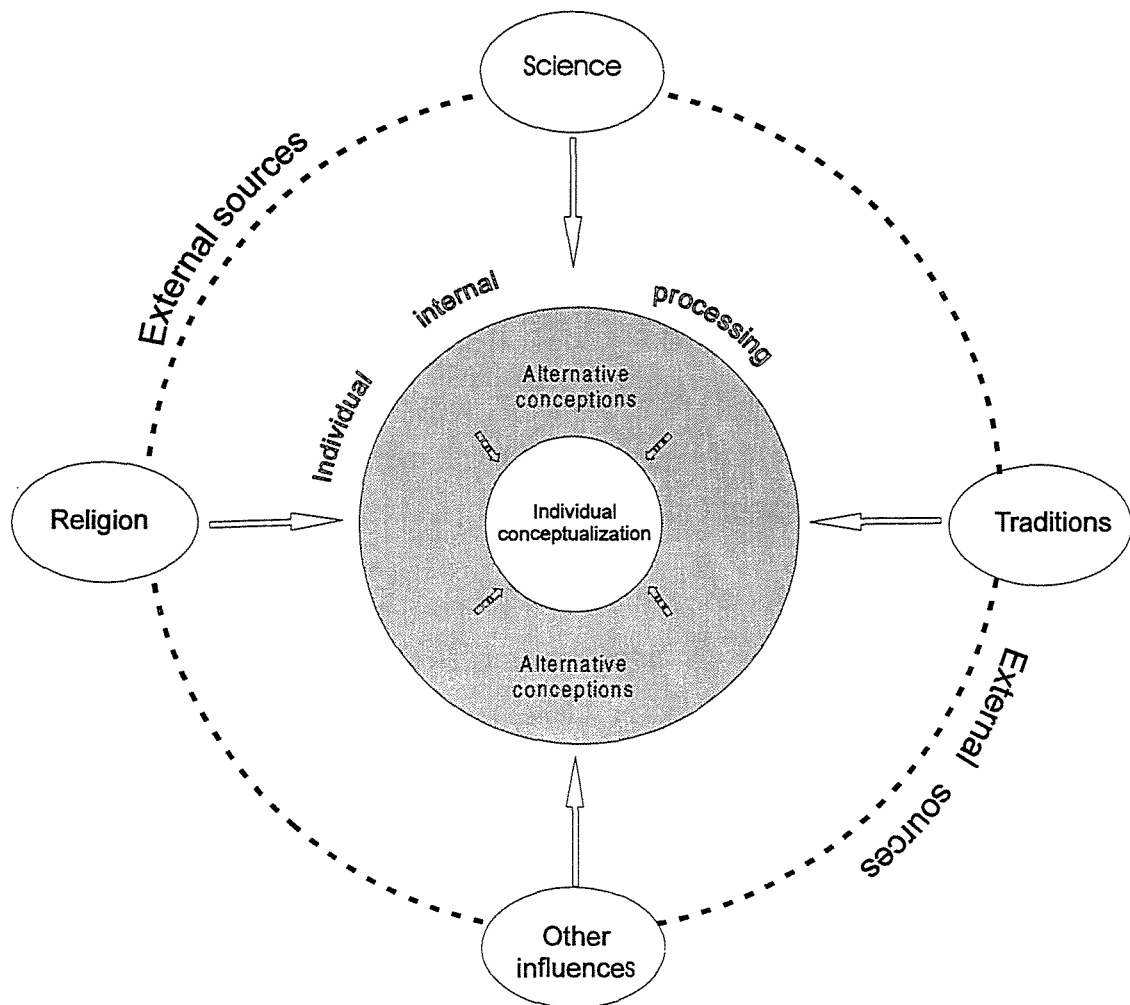 Science
External sources
Individual internal processing
Alternative
conceptions
Religion
Individual
conceptualization
Traditions
Alternative
conceptions
External sources
Other
influences